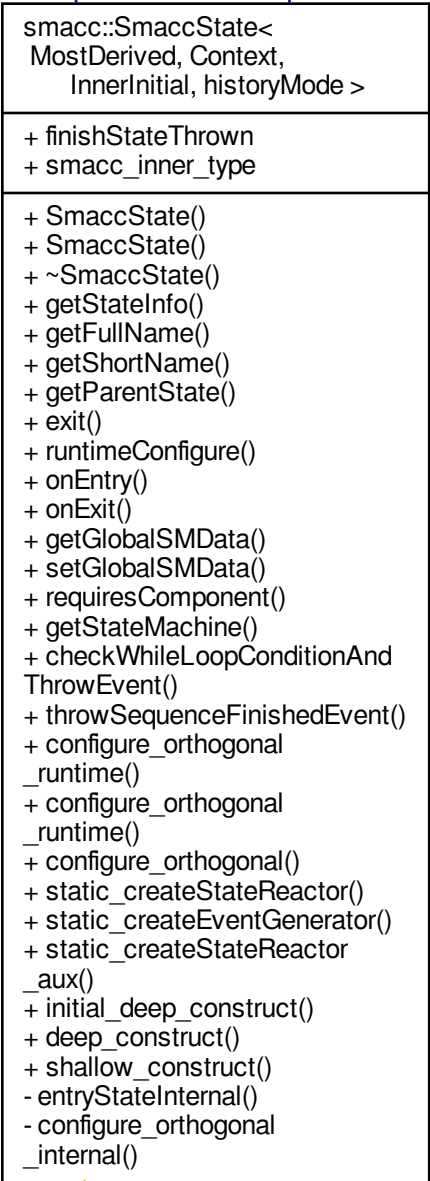 smacc::SmaccState<
MostDerived, Context,
InnerInitial, historyMode >
+ finishStateThrown
+ smacc_inner_type
+ SmaccState()
+ SmaccState()
+ ~SmaccState()
+ getStateInfo()
+ getFullName()
+ getShortName()
+ getParentState()
+ exit()
+ runtimeConfigure()
+ onEntry()
+ onExit()
+ getGlobalSMData()
+ setGlobalSMData()
+ requiresComponent()
+ getStateMachine()
+ checkWhileLoopConditionAnd
ThrowEvent()
+ throwSequenceFinishedEvent()
+ configure_orthogonal
_runtime()
+ configure_orthogonal
_runtime()
+ configure_orthogonal()
+ static_createStateReactor()
+ static_createEventGenerator()
+ static_createStateReactor
_aux()
+ initial_deep_construct()
+ deep_construct()
+ shallow_construct()
- entryStateInternal()
- configure_orthogonal
_internal()